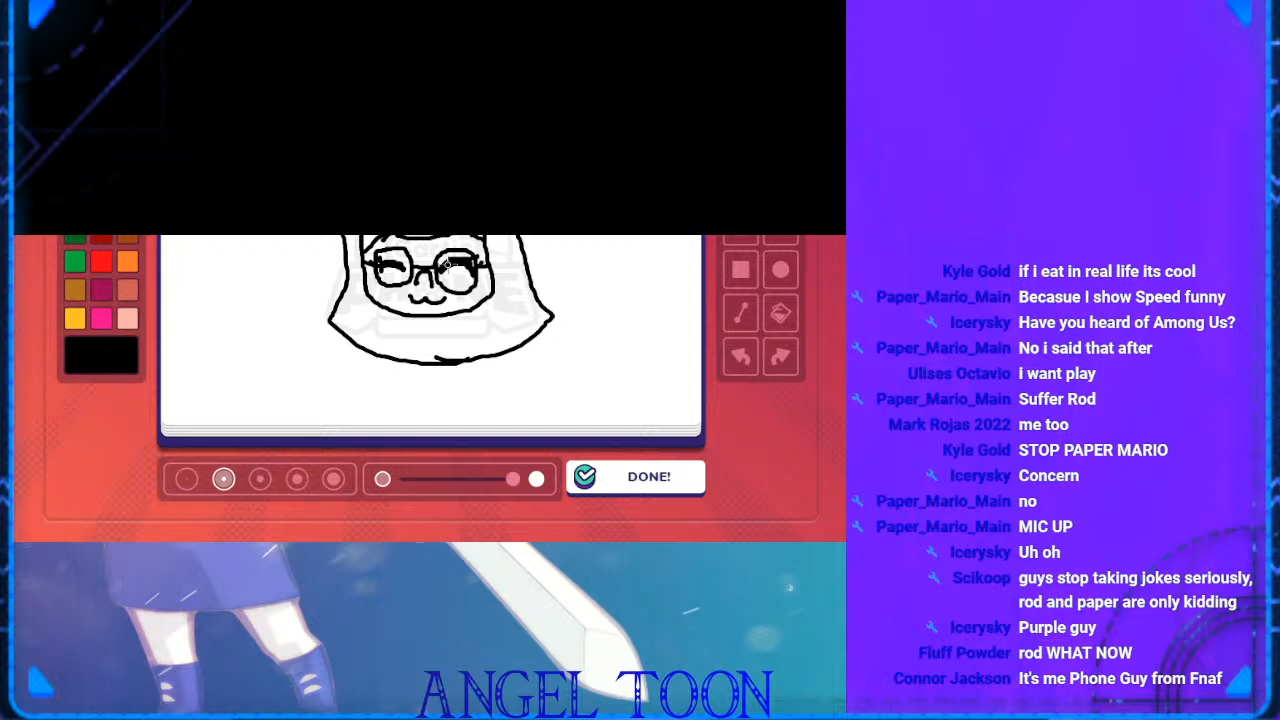 Kyle Gold if i eat in real life its cool
Paper_Mario_Main Becasue I show Speed funny
Icerysky Have you heard of Among Us?
Paper_Mario_Main No i said that after
Ulises Octavio i want play
Paper_Mario_Main Suffer Rod
Mark Rojas 2022 me too
Kyle Gold STOP PAPER MARIO
Icerysky Concern
Paper_Mario_Main no
Paper_Mario_Main MIC UP
Icerysky Uh oh
Scikoop guys stop taking jokes seriously,
rod and paper are only kidding
Icerysky Purple guy
Fluff Powder rod WHAT NOW
Connor Jackson It's me Phone Guy from Fnaf
DONE!
ANGEL TOON